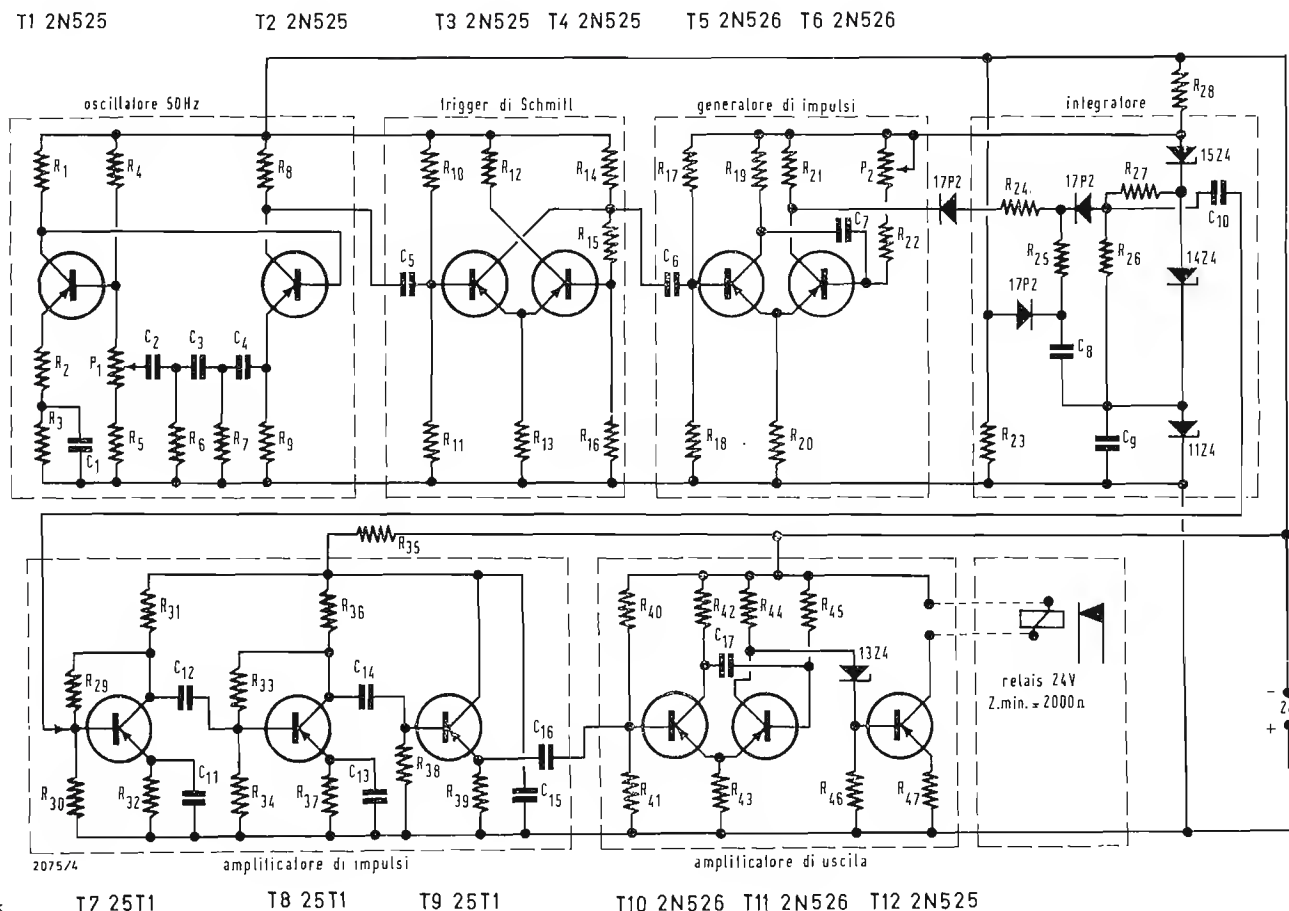 T1 2N525 T2 2N525 T3 2N525 T4 2N525 T5 2N526 T6 2N526
oscillatore 50Hz
trigger di Schmitl
generalore di impulsi
integratore
R28
R1 R4 R8 R10 R12 R14 R17 R19 R21 P2 15Z4
17P2 R24 17P2 R27 C10
R15 C7 R22
C5 C6 R25 R26 14Z4
17P2
C2 C3 C4
R2 P1 C8
R3 C1 R5 R6 R7 R9 R11 R13 R16 R18 R20 R23 C9 11Z4
R35
R31 R36 R40 R42 R44 R45
C17
C12 C14 13Z4
R29 R33
relais 24V
Z.min. = 2000Ω
C16
-
2
+
R38
R30 R32 C11 R34 R37 C13 R39 C15 R41 R43 R46 R47
2075/4
amplificatore di impulsi
amplificatore di uscila
T7 25T1 T8 25T1 T9 25T1 T10 2N526 T11 2N526 T12 2N525